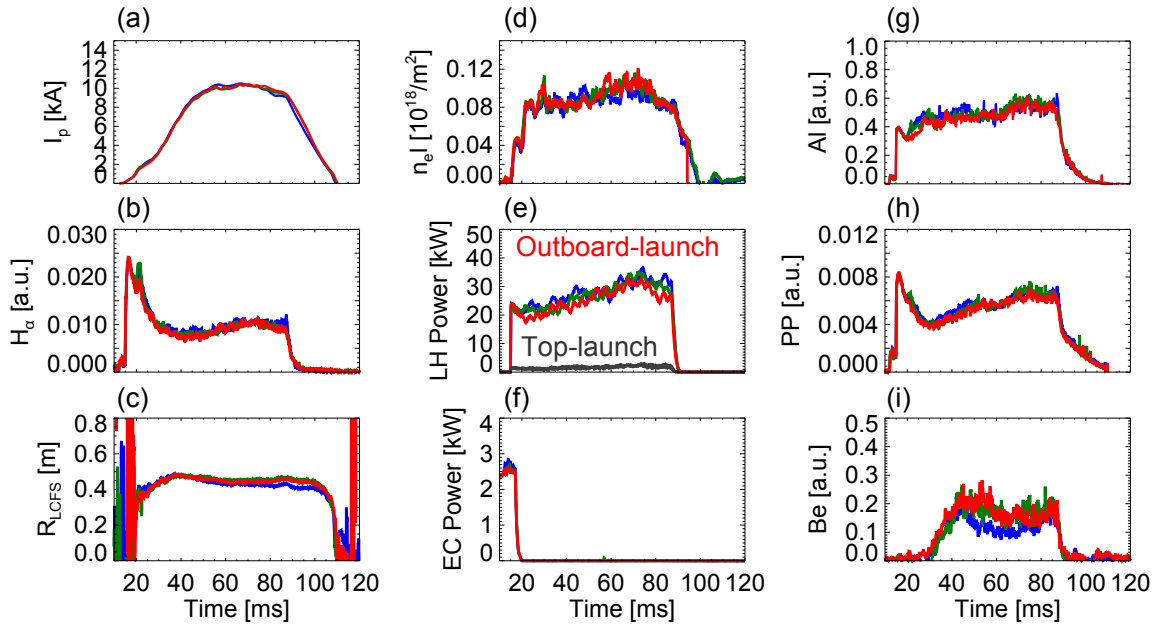 (a)
14
12
10
8
6
4
2
0
I_p [kA]
(d)
0.12
0.08
0.04
0.00
n_e l [10^18/m^2]
(g)
1.0
0.8
0.6
0.4
0.2
0.0
Al [a.u.]
(b)
0.030
0.020
0.010
0.000
H_α [a.u.]
(e)
50
40
30
20
10
0
LH Power [kW]
Outboard-launch
Top-launch
(h)
0.012
0.008
0.004
0.000
PP [a.u.]
(c)
0.8
0.6
0.4
0.2
0.0
R_LCFS [m]
20 40 60 80 100 120
Time [ms]
(f)
4
3
2
1
0
EC Power [kW]
20 40 60 80 100 120
Time [ms]
(i)
0.5
0.4
0.3
0.2
0.1
0.0
Be [a.u.]
20 40 60 80 100 120
Time [ms]